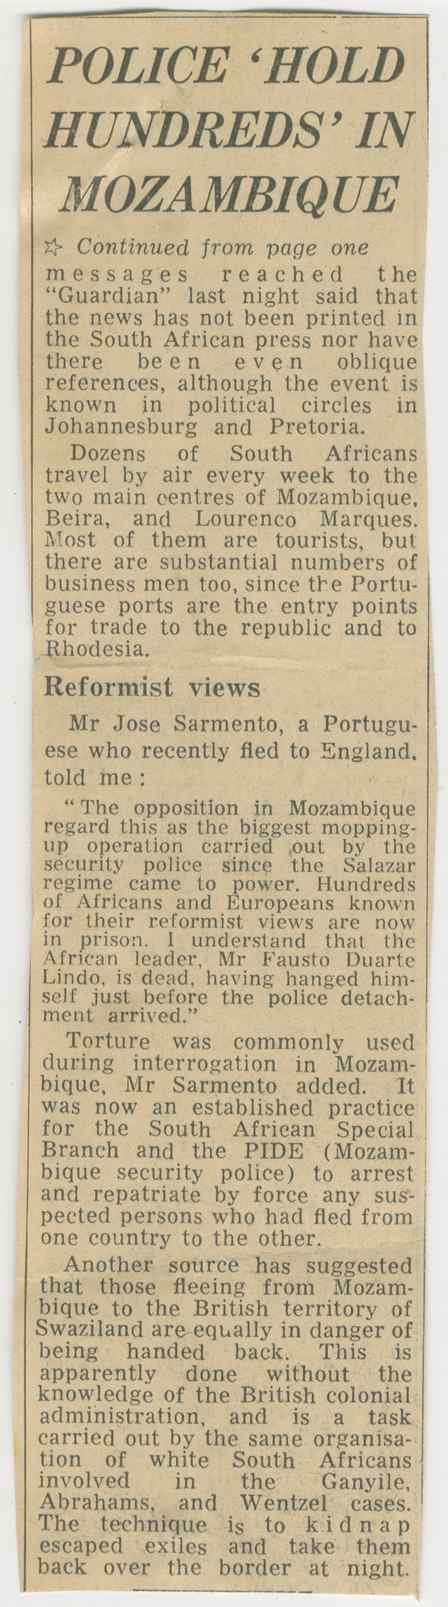 POLICE ‘HOLD
HUNDREDS’ IN
MOZAMBIQUE
☆ Continued from page one
messages reached the
“Guardian” last night said that
the news has not been printed in
the South African press nor have
there been even oblique
references, although the event is
known in political circles in
Johannesburg and Pretoria.
Dozens of South Africans
travel by air every week to the
two main centres of Mozambique,
Beira, and Lourenco Marques.
Most of them are tourists, but
there are substantial numbers of
business men too, since the Portu-
guese ports are the entry points
for trade to the republic and to
Rhodesia.
Reformist views
Mr Jose Sarmento, a Portugu-
ese who recently fled to England,
told me :
“ The opposition in Mozambique
regard this as the biggest mopping-
up operation carried out by the
security police since the Salazar
regime came to power. Hundreds
of Africans and Europeans known
for their reformist views are now
in prison. I understand that the
African leader, Mr Fausto Duarte
Lindo, is dead, having hanged him-
self just before the police detach-
ment arrived.”
Torture was commonly used
during interrogation in Mozam-
bique, Mr Sarmento added. It
was now an established practice
for the South African Special
Branch and the PIDE (Mozam-
bique security police) to arrest
and repatriate by force any sus-
pected persons who had fled from
one country to the other.
Another source has suggested
that those fleeing from Mozam-
bique to the British territory of
Swaziland are equally in danger of
being handed back. This is
apparently done without the
knowledge of the British colonial
administration, and is a task
carried out by the same organisa-
tion of white South Africans
involved in the Ganyile,
Abrahams, and Wentzel cases.
The technique is to kidnap
escaped exiles and take them
back over the border at night.